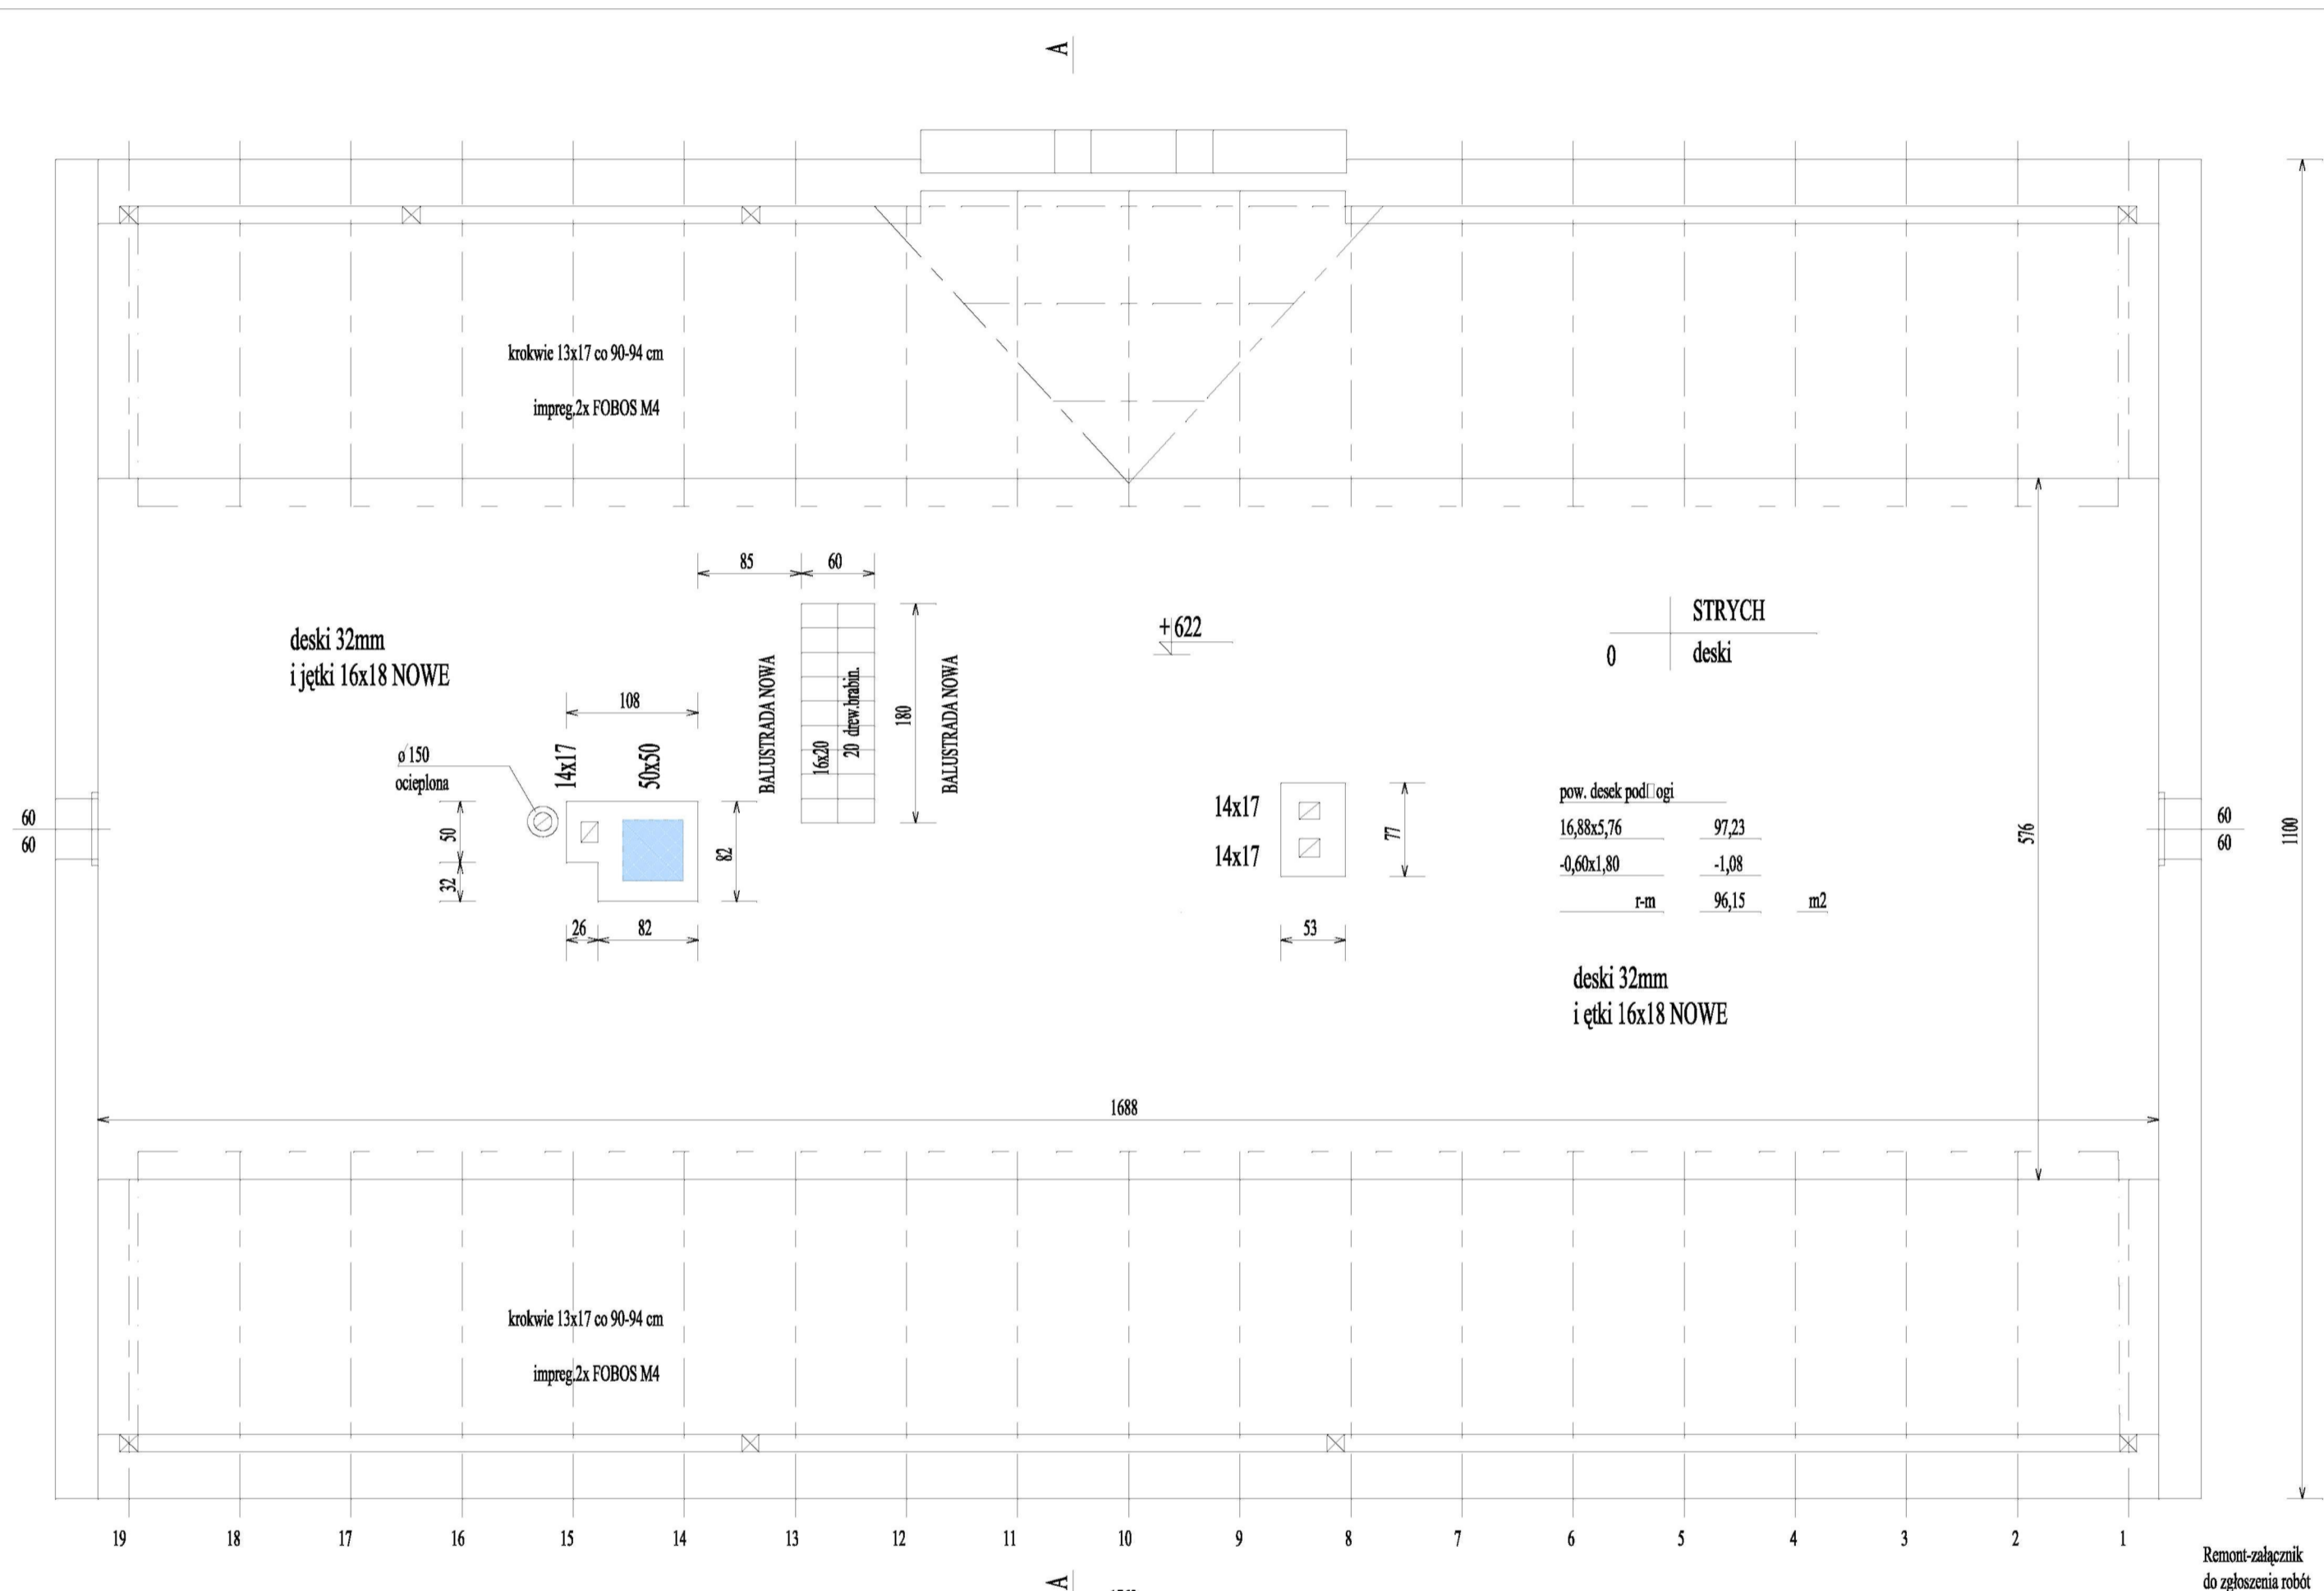 A
krokwie 13x17 co 90-94 cm
impreg.2x FOBOS M4
85
60
deski 32mm
i jętki 16x18 NOWE
BALUSTRADA NOWA
16x20
20 drew.brabin.
180
BALUSTRADA NOWA
+622
STRYCH
0
deski
108
14x17
50x50
ø 150
ocieplona
50
32
82
26
82
60
60
14x17
14x17
77
53
pow. desek pod□ogi
16,88x5,76 97,23
-0,60x1,80 -1,08
r-m 96,15 m2
576
60
60
1100
deski 32mm
i ętki 16x18 NOWE
1688
krokwie 13x17 co 90-94 cm
impreg.2x FOBOS M4
19 18 17 16 15 14 13 12 11 10 9 8 7 6 5 4 3 2 1
A
Remont-załącznik
do zgłoszenia robót